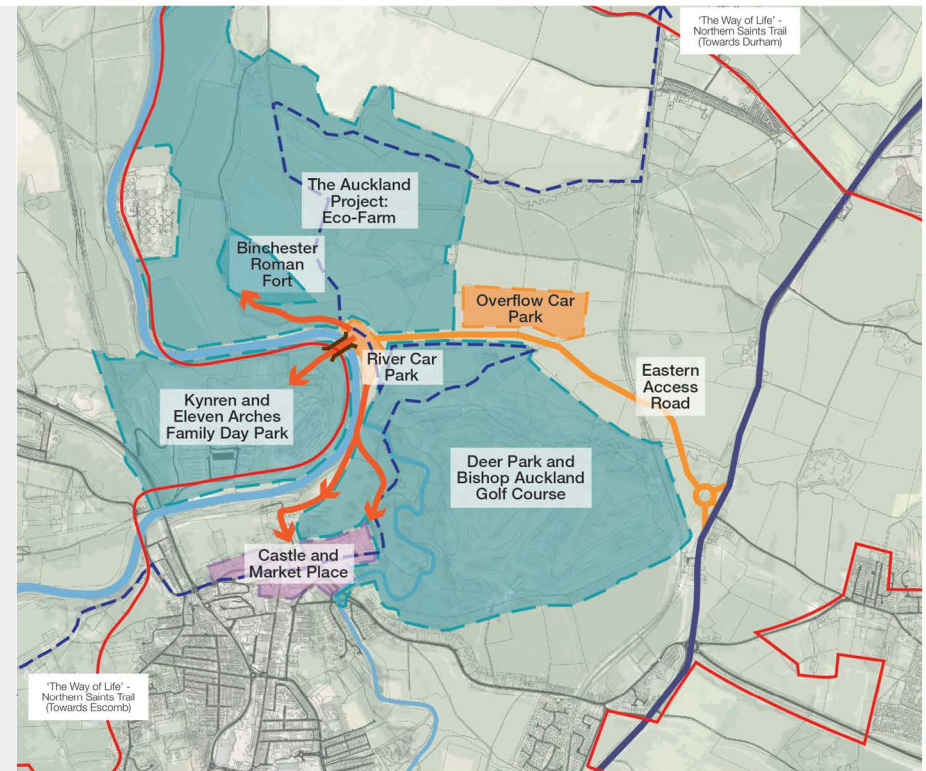 'The Way of Life' -
Northern Saints Trail
(Towards Durham)
The Auckland
Project:
Eco-Farm
Binchester
Roman
Fort
Overflow Car
Park
River Car
Park
Eastern
Access
Road
Kynren and
Eleven Arches
Family Day Park
Deer Park and
Bishop Auckland
Golf Course
Castle and
Market Place
'The Way of Life' -
Northern Saints Trail
(Towards Escomb)